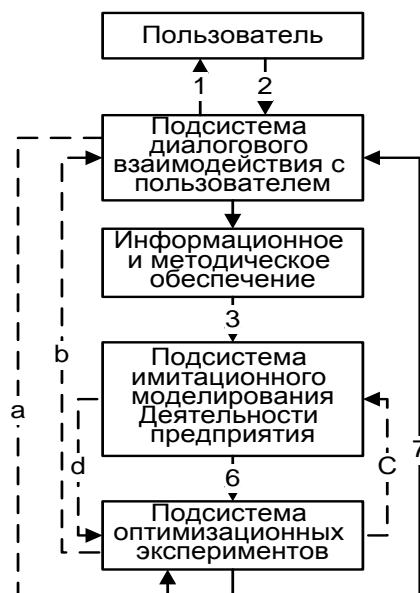 Пользователь
1
2
Подсистема
диалогового
взаимодействия с
пользователем
Информационное
и методическое
обеспечение
b
3
a
Подсистема
имитационного
моделирования
Деятельности
предприятия
7
d
6
C
Подсистема
оптимизационных
экспериментов